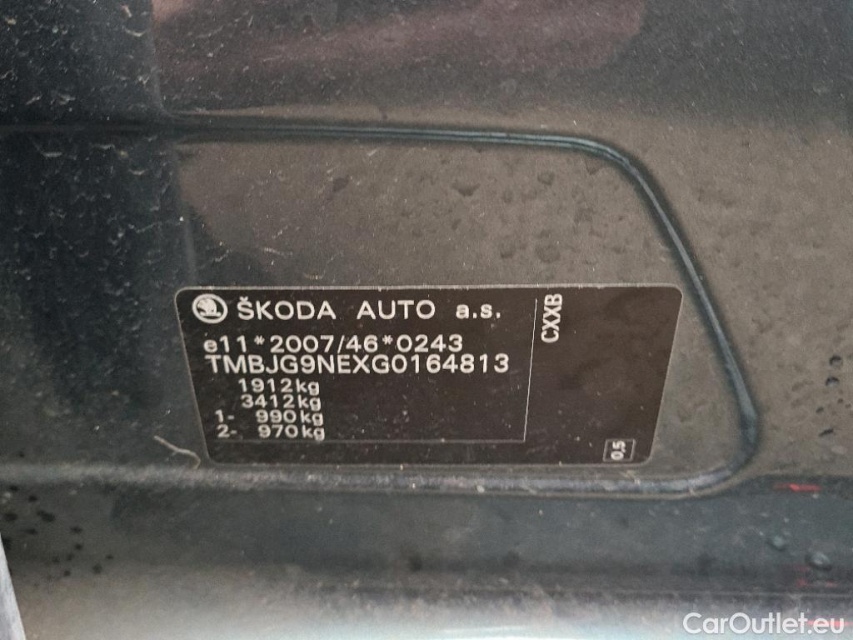 ŠKODA AUTO a.s.
CXXB
e11*2007/46*0243
TMBJG9NEXG0164813
1912kg
3412kg
1- 990kg
2- 970kg
0,5
CarOutlet.eu